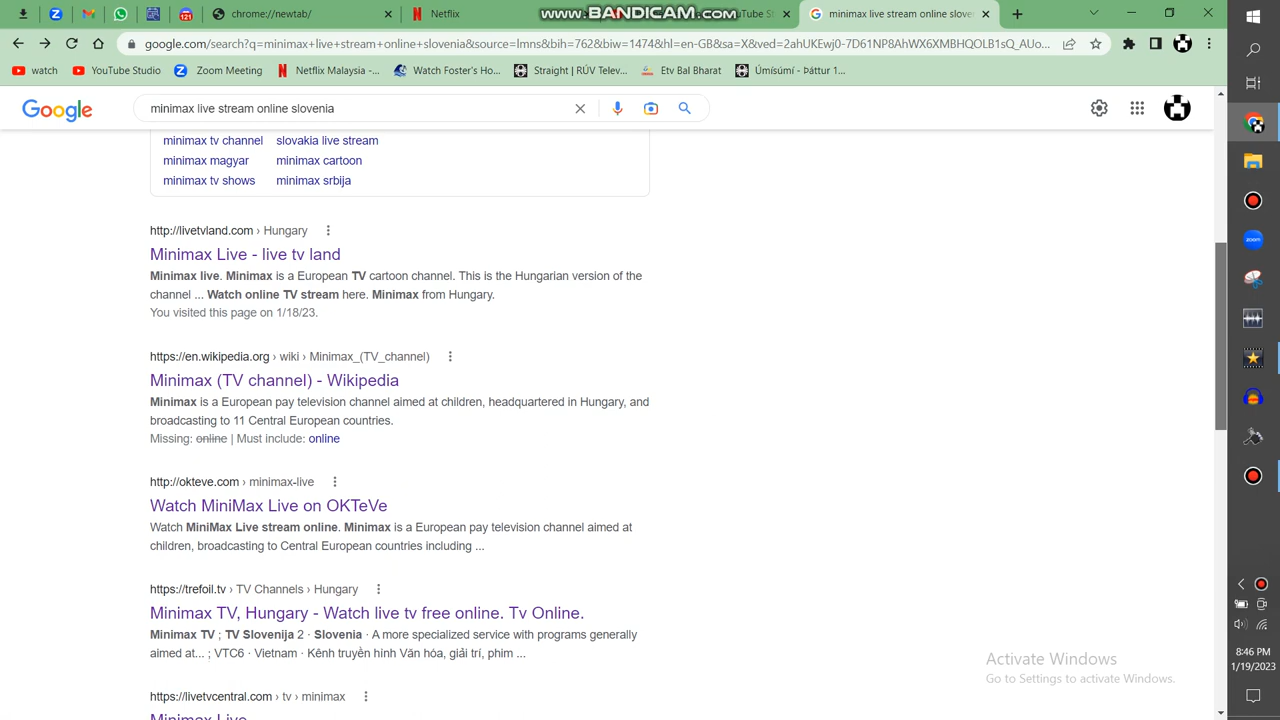 chrome://newtab/
Netflix
www.BANDICAM.com
minimax live stream online slove
google.com/search?q=minimax+live+stream+online+slovenia&source=lmns&bih=762&biw=1474&hl=en-GB&sa=X&ved=2ahUKEwj0-7D61NP8AhWX6XMBHQOLB1sQ_AUo...
watch
YouTube Studio
Zoom Meeting
Netflix Malaysia -...
Watch Foster's Ho...
Straight | RÚV Telev...
Etv Bal Bharat
Úmísúmí - Þáttur 1...
Google
minimax live stream online slovenia
minimax tv channel slovakia live stream
minimax magyar minimax cartoon
minimax tv shows minimax srbija
http://livetvland.com › Hungary
Minimax Live - live tv land
Minimax live. Minimax is a European TV cartoon channel. This is the Hungarian version of the
channel ... Watch online TV stream here. Minimax from Hungary.
You visited this page on 1/18/23.
https://en.wikipedia.org › wiki › Minimax_(TV_channel)
Minimax (TV channel) - Wikipedia
Minimax is a European pay television channel aimed at children, headquartered in Hungary, and
broadcasting to 11 Central European countries.
Missing: online | Must include: online
http://okteve.com › minimax-live
Watch MiniMax Live on OKTeVe
Watch MiniMax Live stream online. Minimax is a European pay television channel aimed at
children, broadcasting to Central European countries including ...
https://trefoil.tv › TV Channels › Hungary
Minimax TV, Hungary - Watch live tv free online. Tv Online.
Minimax TV ; TV Slovenija 2 · Slovenia · A more specialized service with programs generally
aimed at... ; VTC6 · Vietnam · Kênh truyền hình Văn hóa, giải trí, phim ...
https://livetvcentral.com › tv › minimax
Minimax Live
Activate Windows
Go to Settings to activate Windows.
zoom
8:46 PM
1/19/2023